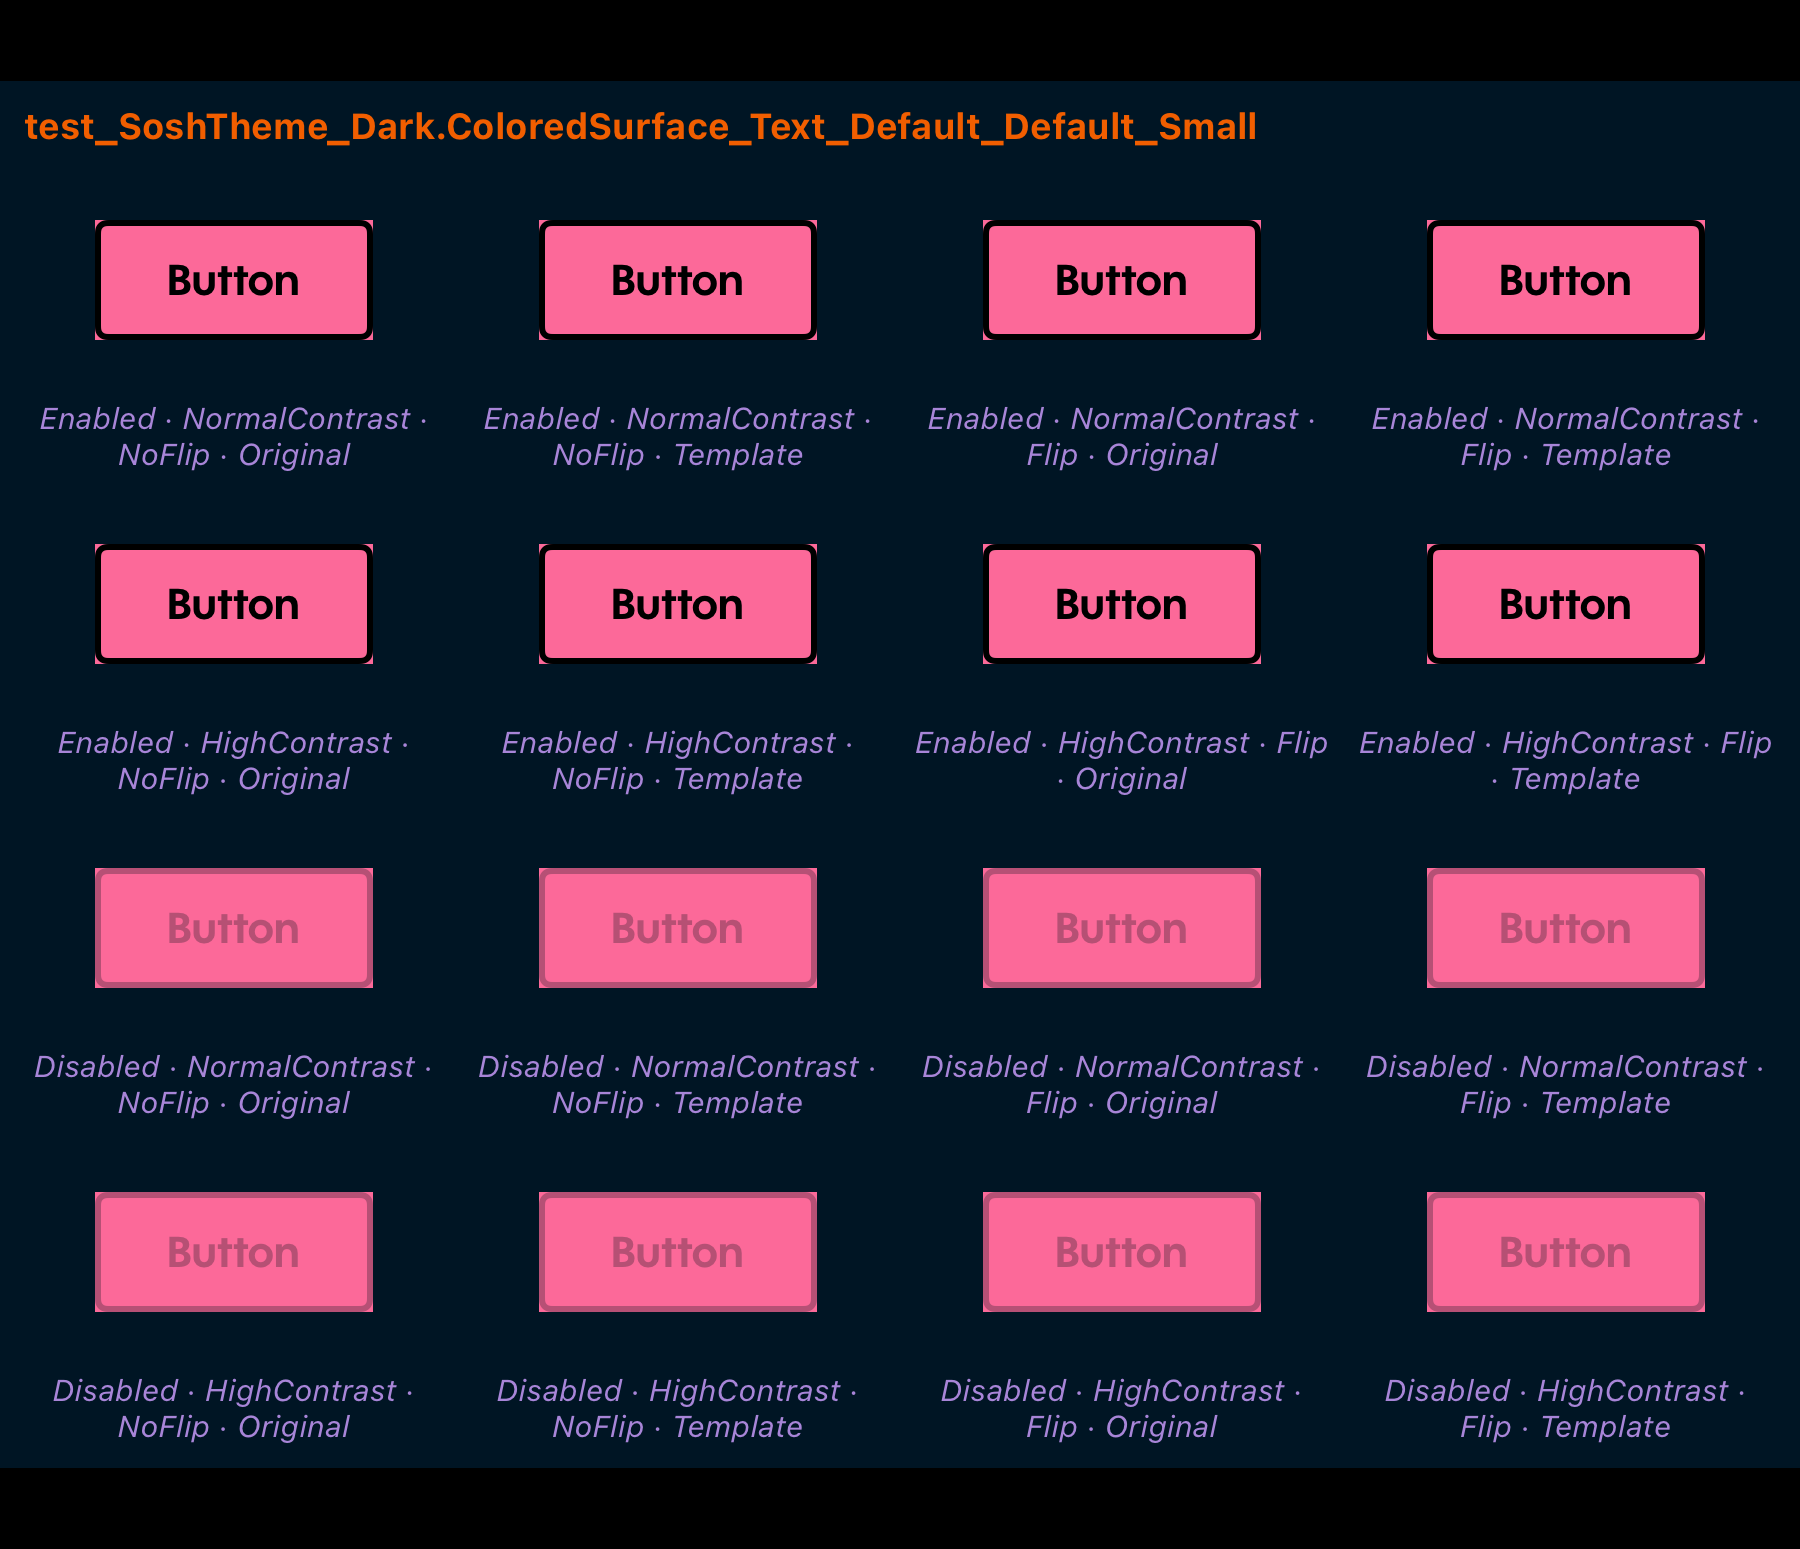 test_SoshTheme_Dark.ColoredSurface_Text_Default_Default_Small
Button Button Button Button
Enabled · NormalContrast · Enabled · NormalContrast · Enabled · NormalContrast · Enabled · NormalContrast ·
NoFlip · Original NoFlip · Template Flip · Original Flip · Template
Button Button Button Button
Enabled · HighContrast · Enabled · HighContrast · Enabled · HighContrast · Flip Enabled · HighContrast · Flip
NoFlip · Original NoFlip · Template · Original · Template
Button Button Button Button
Disabled · NormalContrast · Disabled · NormalContrast · Disabled · NormalContrast · Disabled · NormalContrast ·
NoFlip · Original NoFlip · Template Flip · Original Flip · Template
Button Button Button Button
Disabled · HighContrast · Disabled · HighContrast · Disabled · HighContrast · Disabled · HighContrast ·
NoFlip · Original NoFlip · Template Flip · Original Flip · Template